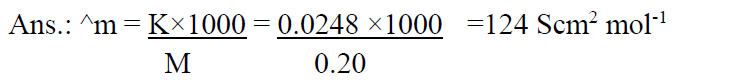 Ans.: ^m = K×1000 = 0.0248 ×1000 =124 Scm² mol⁻¹
M 0.20